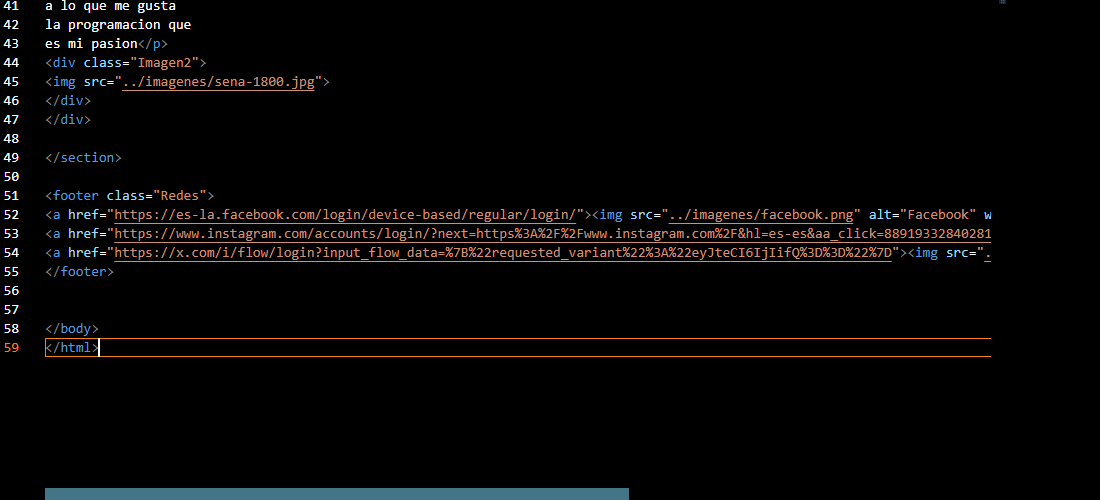 41 a lo que me gusta
42 la programacion que
43 es mi pasion</p>
44 <div class="Imagen2">
45 <img src="../imagenes/sena-1800.jpg">
46 </div>
47 </div>
48
49 </section>
50
51 <footer class="Redes">
52 <a href="https://es-la.facebook.com/login/device-based/regular/login/"><img src="../imagenes/facebook.png" alt="Facebook" w
53 <a href="https://www.instagram.com/accounts/login/?next=https%3A%2F%2Fwww.instagram.com%2F&hl=es-es&aa_click=88919332840281
54 <a href="https://x.com/i/flow/login?input_flow_data=%7B%22requested_variant%22%3A%22eyJteCI6IjIifQ%3D%3D%22%7D"><img src=".
55 </footer>
56
57
58 </body>
59 </html>